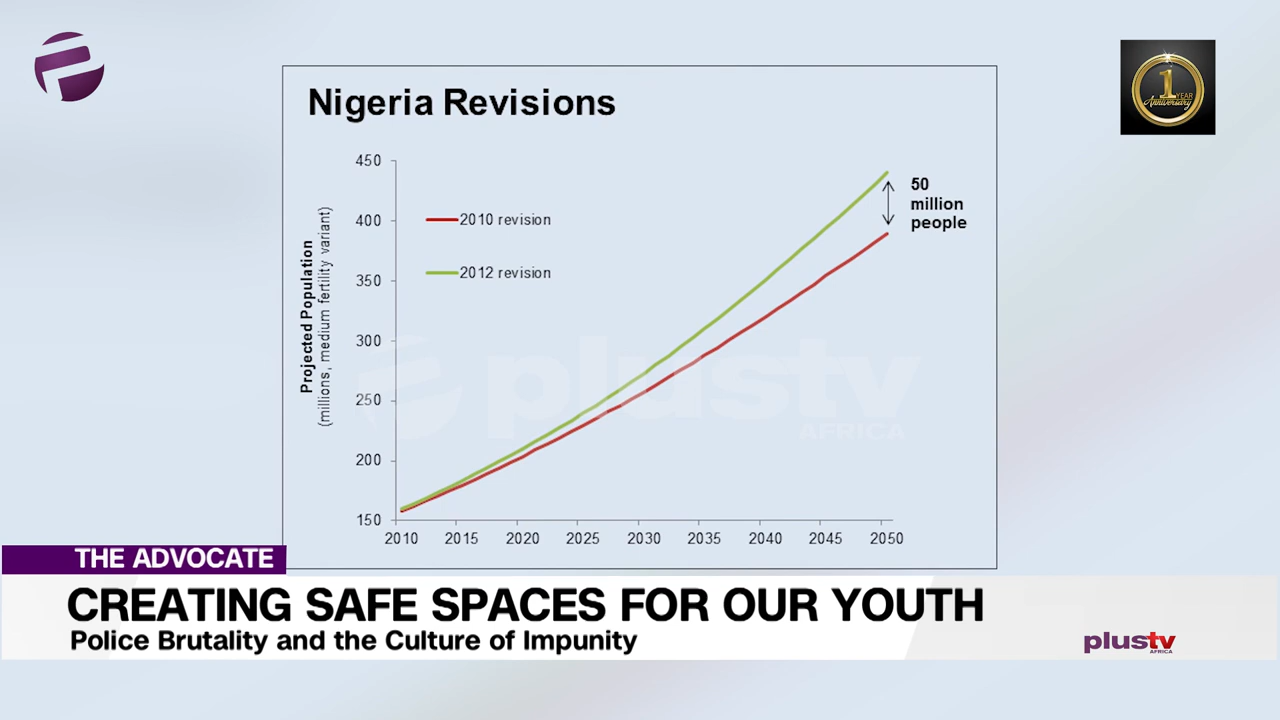 1 YEAR
Anniversary
Nigeria Revisions
Projected Population
(millions, medium fertility variant)
450
400
350
300
250
200
150
2010 revision
2012 revision
50
million
people
plustv
AFRICA
2010 2015 2020 2025 2030 2035 2040 2045 2050
THE ADVOCATE
CREATING SAFE SPACES FOR OUR YOUTH
Police Brutality and the Culture of Impunity
plustv
AFRICA